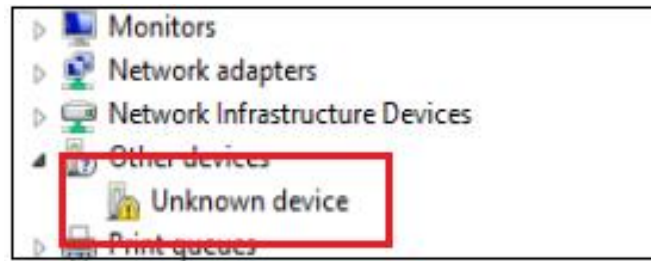 Monitors
Network adapters
Network Infrastructure Devices
Other devices
Unknown device
Print queues